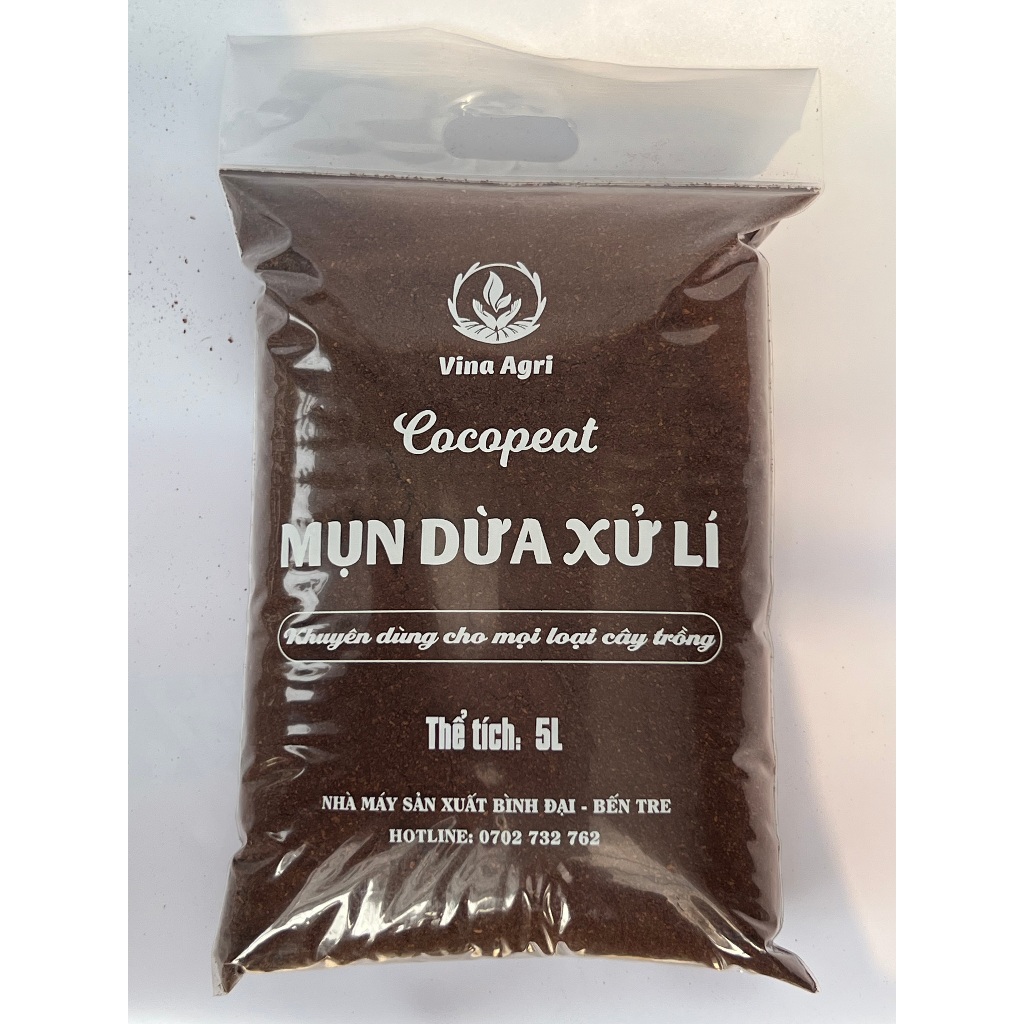 Vina Agri
Cocopeat
MỤN DỪA XỬ LÍ
Khuyên dùng cho mọi loại cây trồng
Thể tích: 5L
NHÀ MÁY SẢN XUẤT BÌNH ĐẠI - BẾN TRE
HOTLINE: 0702 732 762